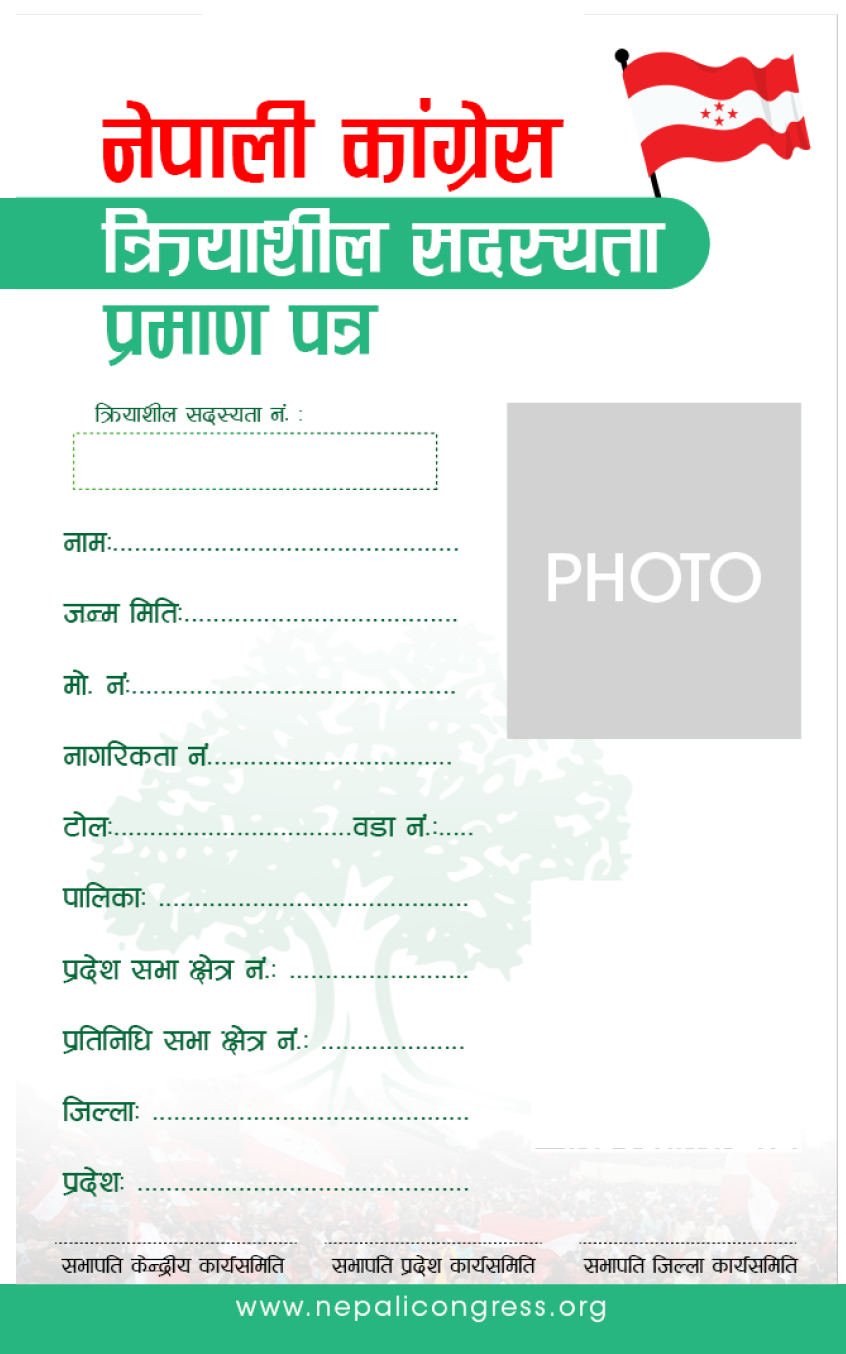 नेपाली कांग्रेस
क्रियाशील सदस्यता
प्रमाण पत्र
क्रियाशील सदस्यता नं. :
PHOTO
नामः................................................
जन्म मितिः......................................
मो. नंः.............................................
नागरिकता नं..................................
टोलः.................................वडा नं.:.....
पालिकाः ...........................................
प्रदेश सभा क्षेत्र नं.: .........................
प्रतिनिधि सभा क्षेत्र नं.: ....................
जिल्लाः ............................................
प्रदेशः ..............................................
सभापति केन्द्रीय कार्यसमिति सभापति प्रदेश कार्यसमिति सभापति जिल्ला कार्यसमिति
www.nepalicongress.org